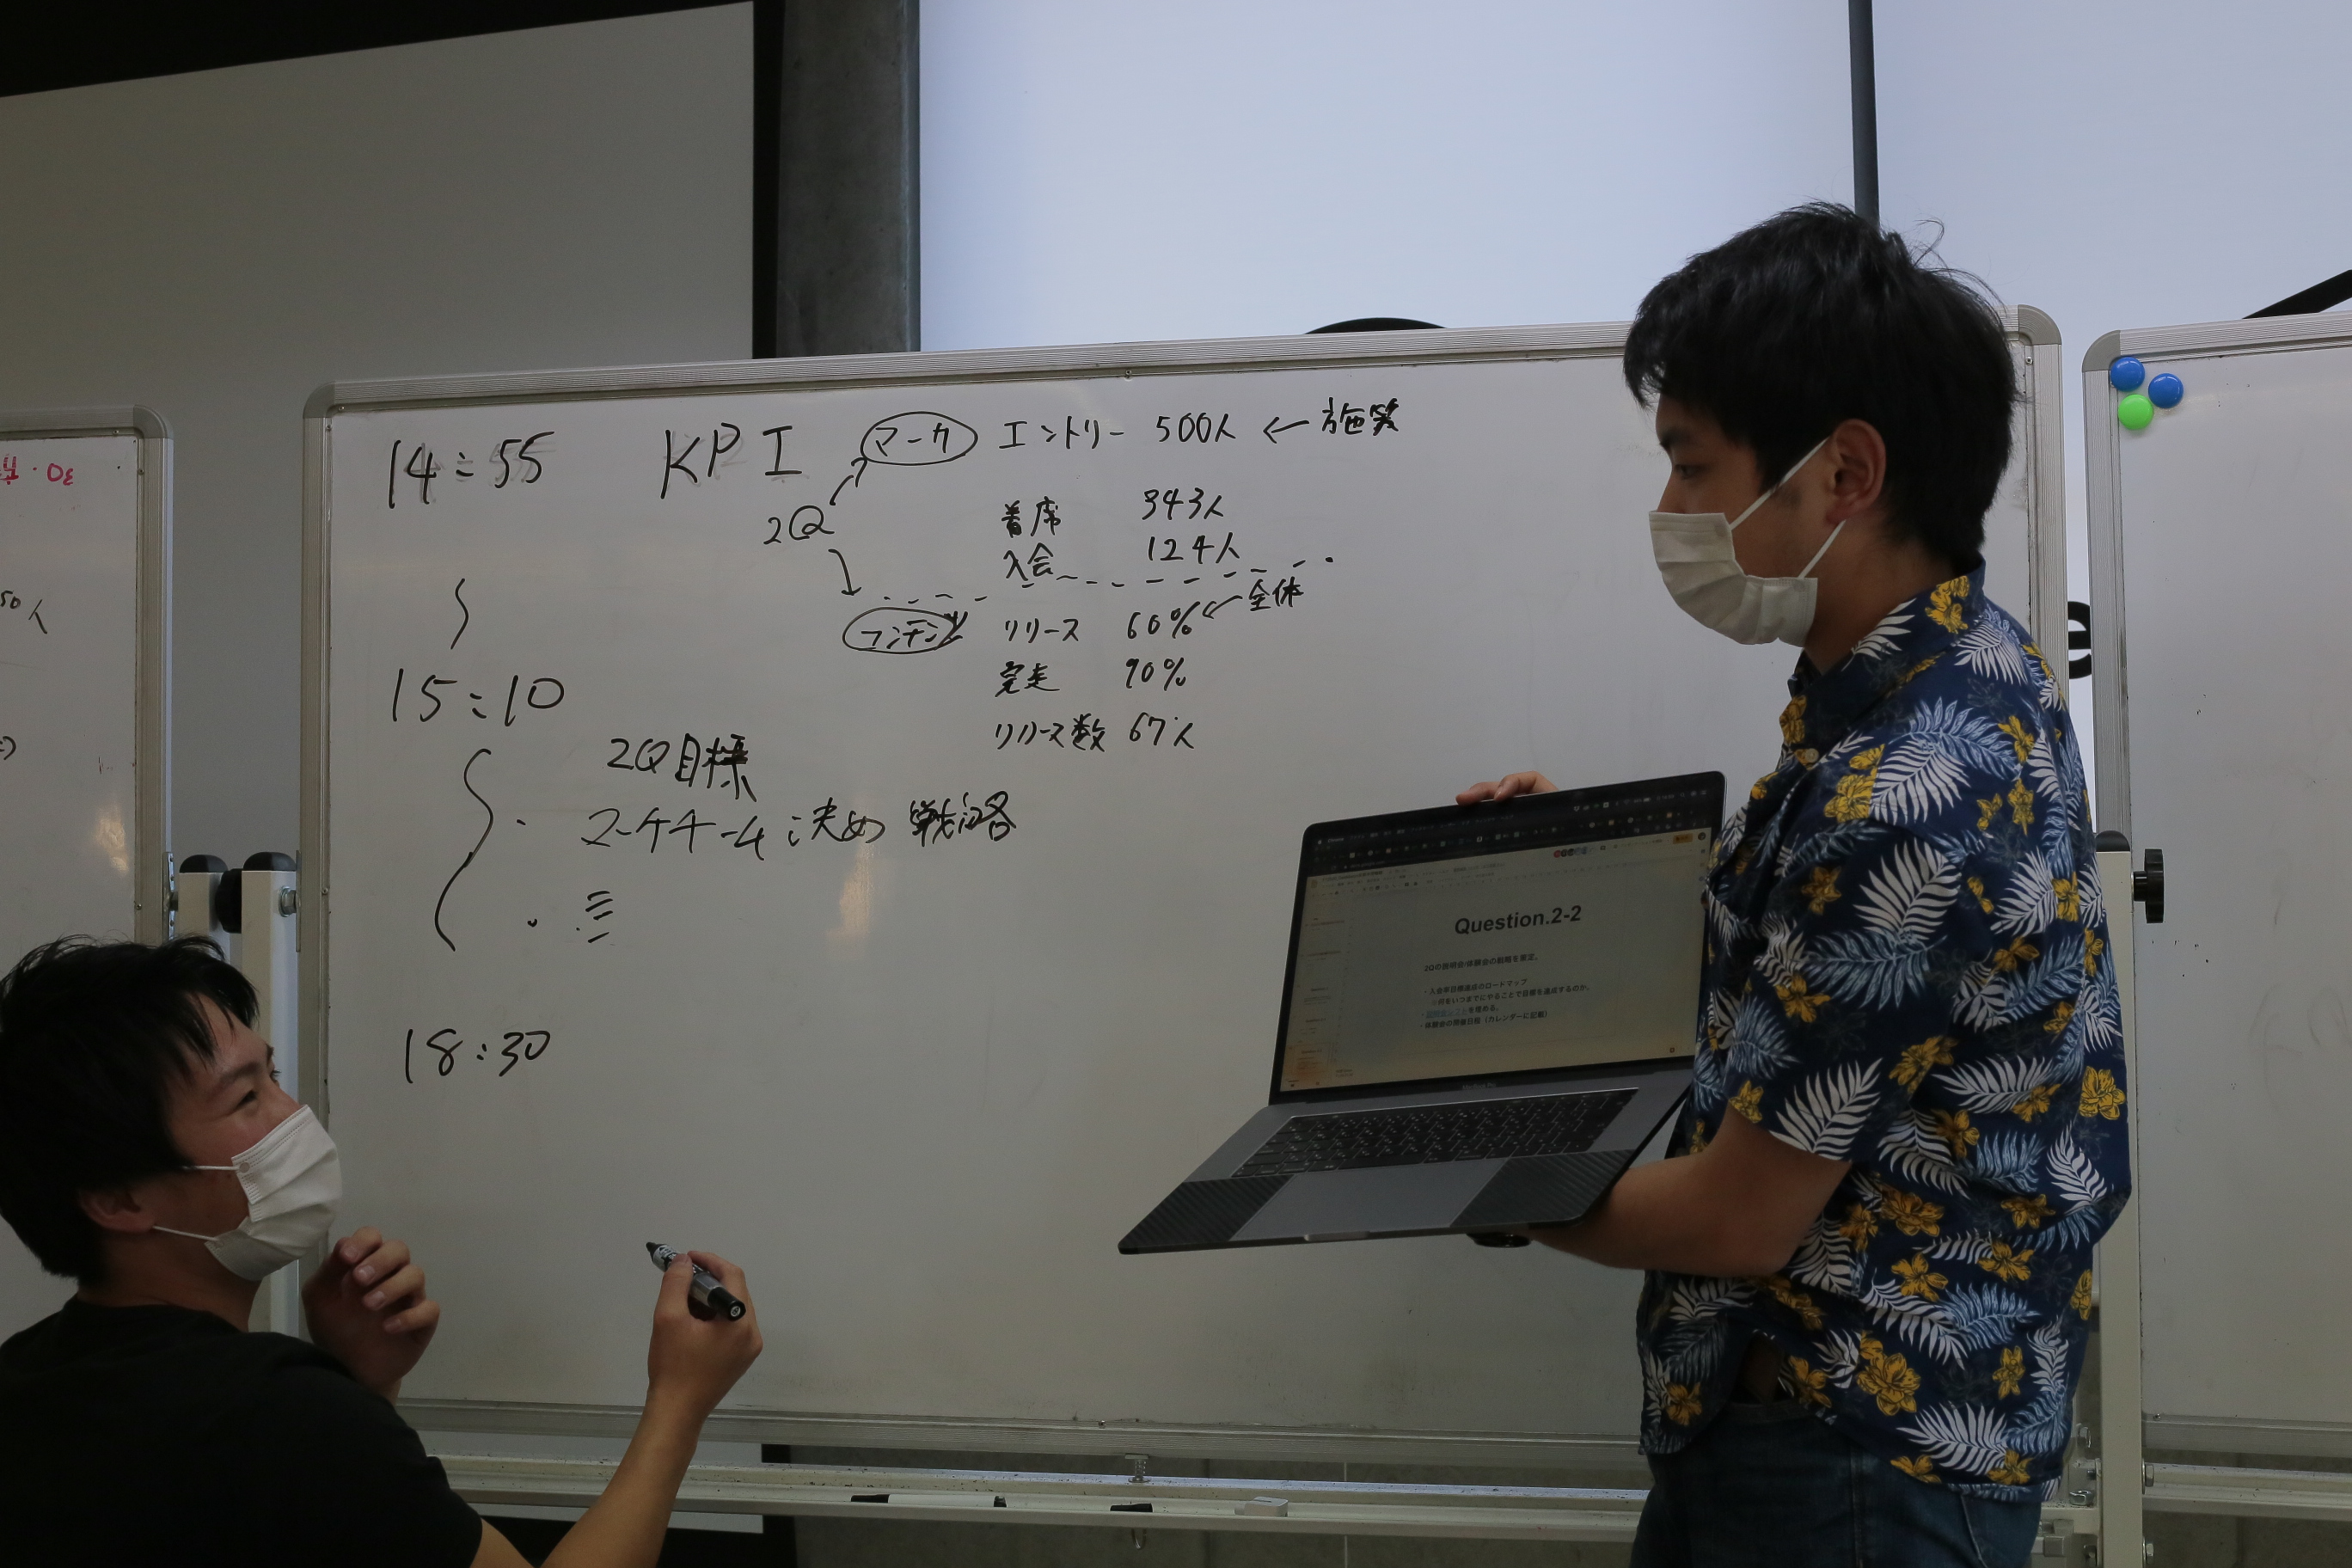 14:55
KPI
マーケ エントリー 500人 ← 施策
2Q
着席 343人
入会 124人
コンテンツ リリース 60% ← 全体
完走 90%
リリース数 67人
15:10
2Q目標
・マーケチーム:決め 戦略
・
18:30
Question.2-2
2Qの説明会/体験会の戦略を策定。
・入会率目標達成のロードマップ
○何をいつまでにやることで目標を達成するのか。
を埋める。
・体験会の開催日程（カレンダーに記載）
50人
e